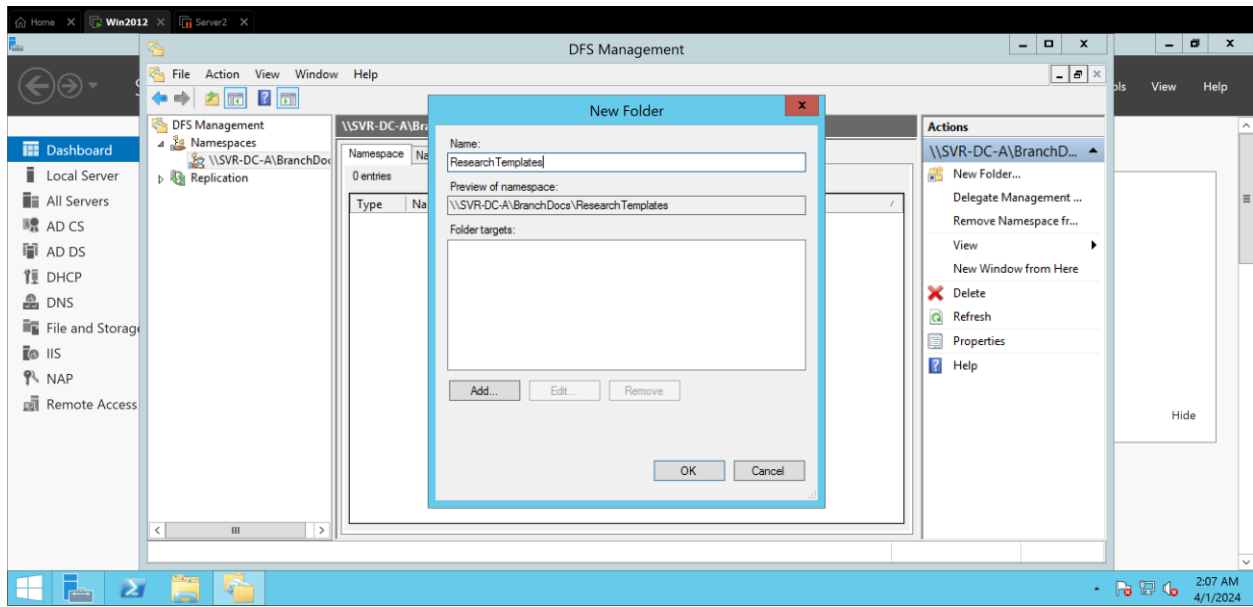 Home
Win2012
Server2
DFS Management
File Action View Window Help
ols View Help
DFS Management
Namespaces
\\SVR-DC-A\BranchDoc
Replication
Dashboard
Local Server
All Servers
AD CS
AD DS
DHCP
DNS
File and Storage
IIS
NAP
Remote Access
\\SVR-DC-A\Bra
Namespace Na
0 entries
Type Na
New Folder
x
Name:
ResearchTemplates
Preview of namespace:
\\SVR-DC-A\BranchDocs\ResearchTemplates
Folder targets:
Add... Edit... Remove
OK Cancel
Actions
\\SVR-DC-A\BranchD...
New Folder...
Delegate Management ...
Remove Namespace fr...
View
New Window from Here
Delete
Refresh
Properties
Help
Hide
2:07 AM
4/1/2024